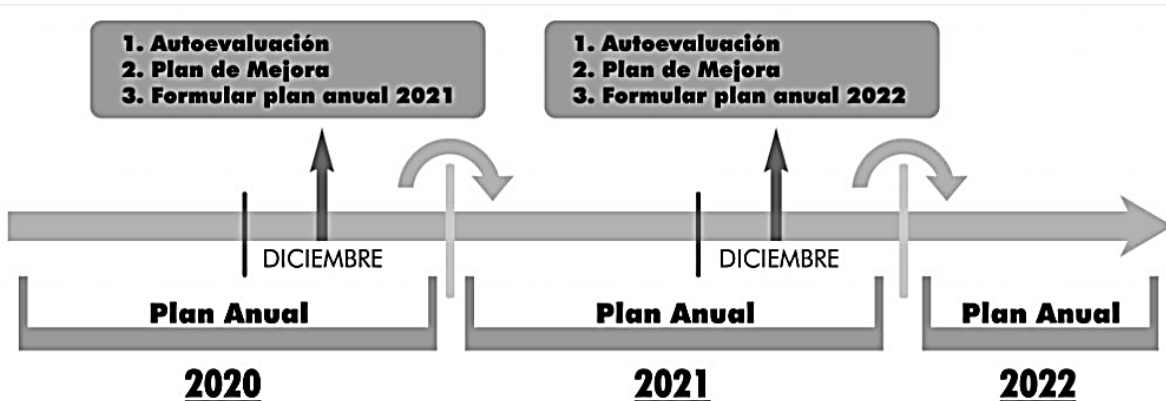 1. Autoevaluación
2. Plan de Mejora
3. Formular plan anual 2021
1. Autoevaluación
2. Plan de Mejora
3. Formular plan anual 2022
DICIEMBRE
DICIEMBRE
Plan Anual
Plan Anual
Plan Anual
2020
2021
2022